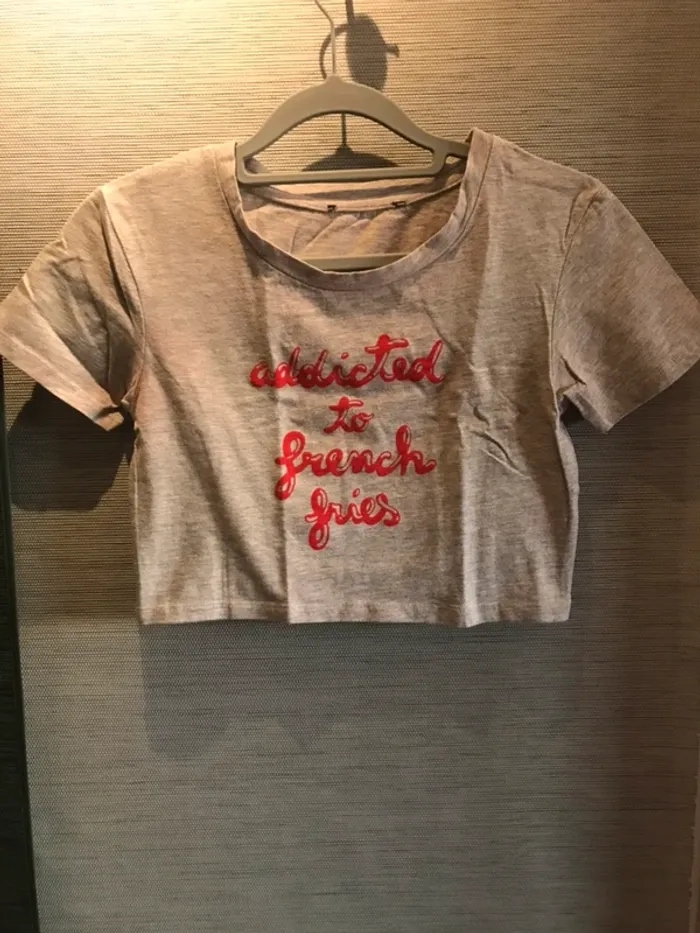 addicted
to
french
fries